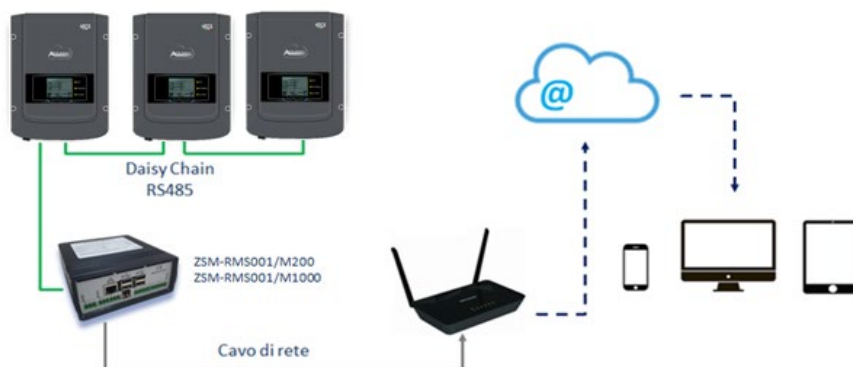 Daisy Chain
RS485
ZSM-RMS001/M200
ZSM-RMS001/M1000
@
Cavo di rete